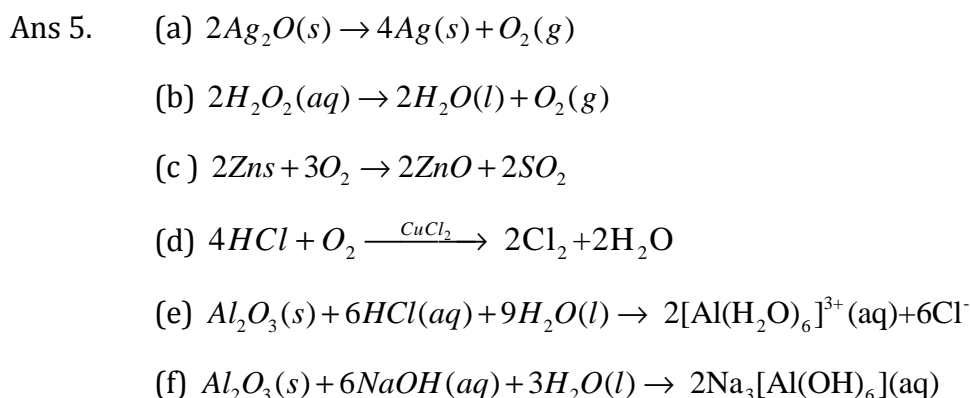 Ans 5. (a) 2Ag₂O(s) → 4Ag(s) + O₂(g)
(b) 2H₂O₂(aq) → 2H₂O(l) + O₂(g)
(c ) 2Zns + 3O₂ → 2ZnO + 2SO₂
(d) 4HCl + O₂ —CuCl₂→ 2Cl₂+2H₂O
(e) Al₂O₃(s) + 6HCl(aq) + 9H₂O(l) → 2[Al(H₂O)₆]³⁺(aq)+6Cl⁻
(f) Al₂O₃(s) + 6NaOH(aq) + 3H₂O(l) → 2Na₃[Al(OH)₆](aq)